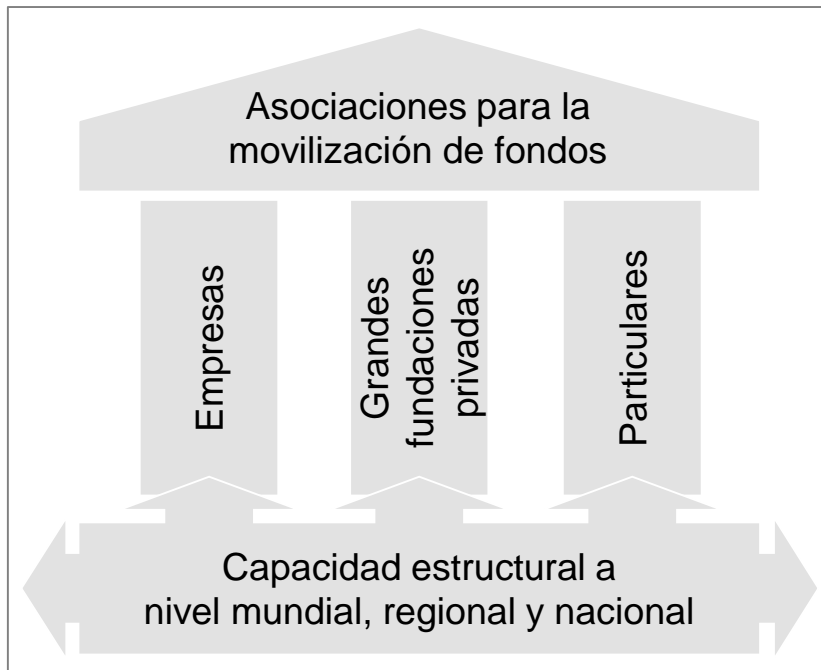 Asociaciones para la
movilización de fondos
Empresas
Grandes
fundaciones
privadas
Particulares
Capacidad estructural a
nivel mundial, regional y nacional